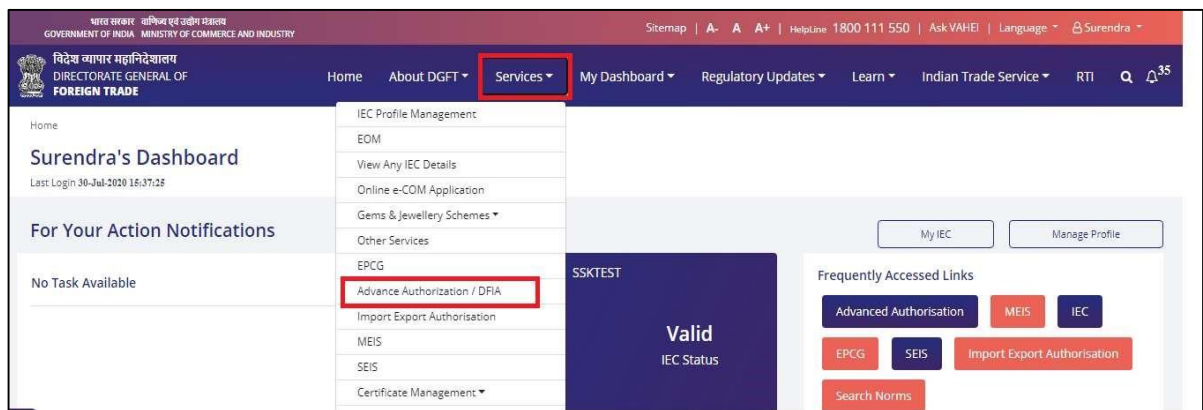 भारत सरकार वाणिज्य एवं उद्योग मंत्रालय
GOVERNMENT OF INDIA MINISTRY OF COMMERCE AND INDUSTRY
Sitemap | A- A A+ | HelpLine 1800 111 550 | Ask VAHEI | Language Surendra
विदेश व्यापार महानिदेशालय
DIRECTORATE GENERAL OF
FOREIGN TRADE
Home About DGFT Services My Dashboard Regulatory Updates Learn Indian Trade Service RTI 35
Home
Surendra's Dashboard
Last Login 30-Jul-2020 15:37:25
IEC Profile Management
EOM
View Any IEC Details
Online e-COM Application
Gems & Jewellery Schemes
Other Services
EPCG
Advance Authorization / DFIA
Import Export Authorisation
MEIS
SEIS
Certificate Management
For Your Action Notifications
My IEC Manage Profile
No Task Available
SSKTEST
Valid
IEC Status
Frequently Accessed Links
Advanced Authorisation MEIS IEC
EPCG SEIS Import Export Authorisation
Search Norms